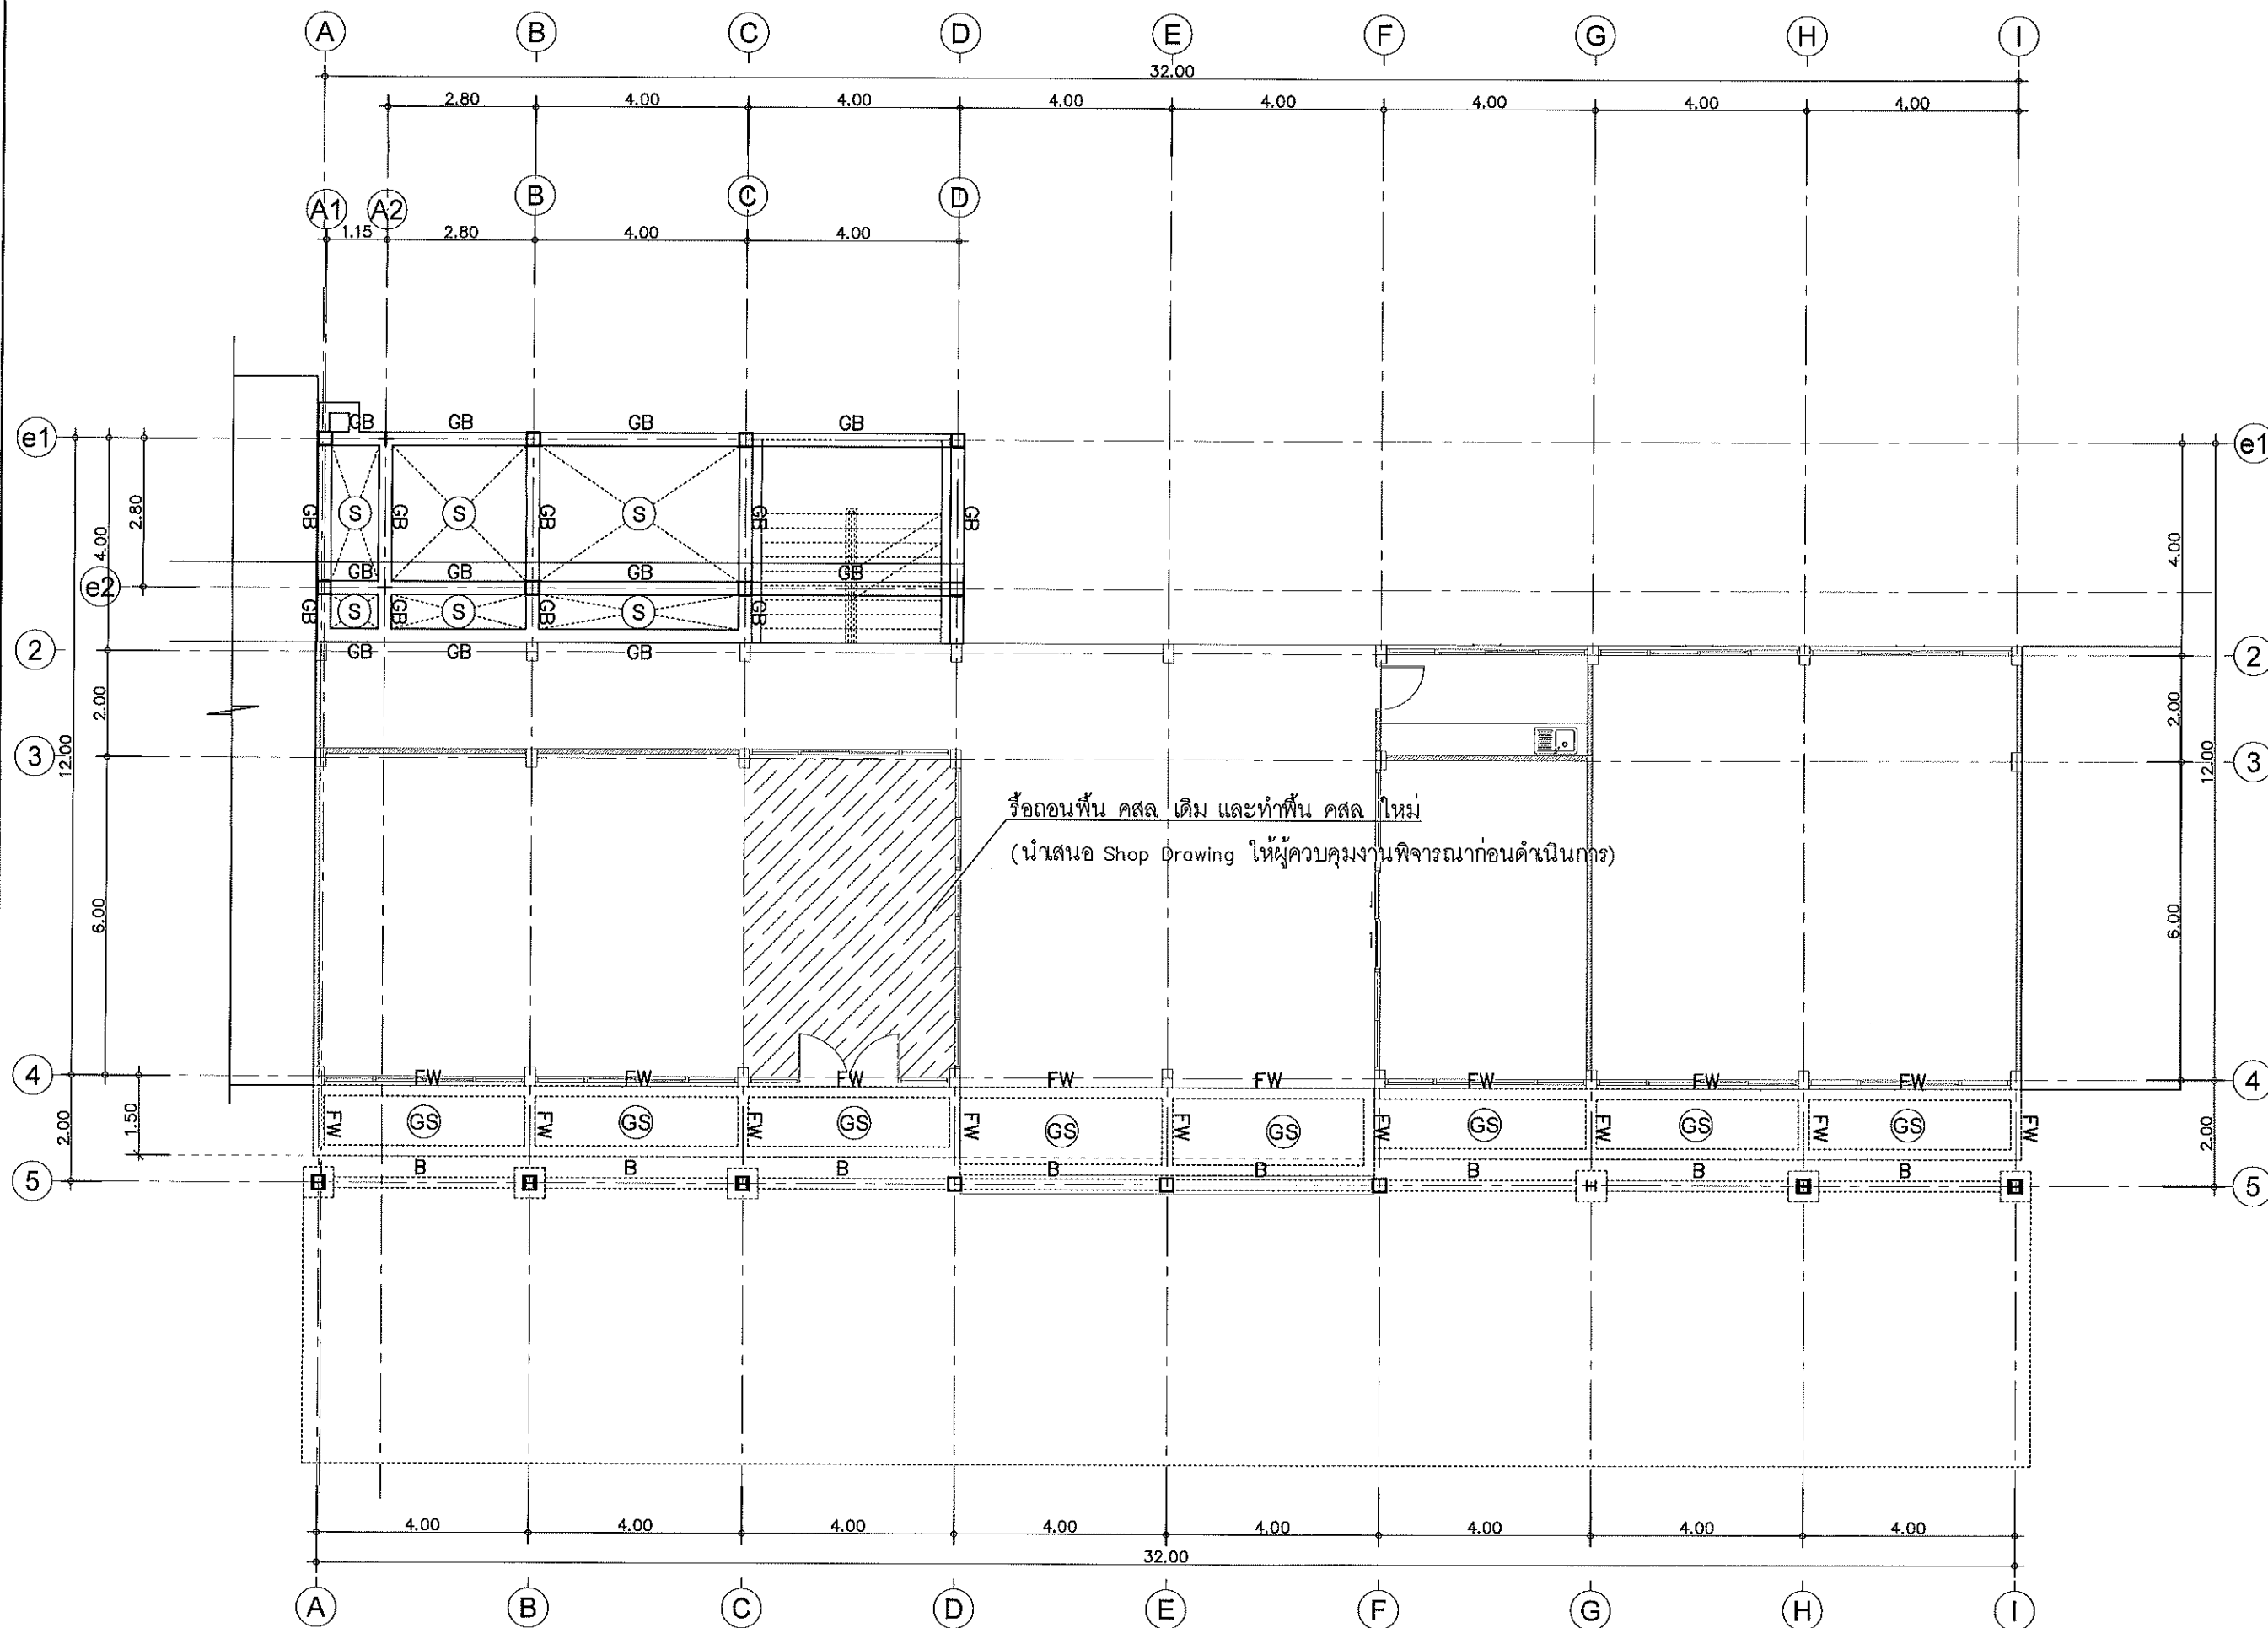 A B C D E F G H I
32.00
2.80 4.00 4.00 4.00 4.00 4.00 4.00 4.00
A1 A2 B C D
1.15 2.80 4.00 4.00
e1 GB GB GB GB e1
2.80 4.00 GB S GB S GB S GB GB 4.00
e2 GB GB GB GB
GB S GB S GB S GB
2 GB GB GB 2
2.00 2.00
3 12.00 12.00 3
รื้อถอนพื้น คสล. เดิม และทำพื้น คสล. ใหม่
(นำเสนอ Shop Drawing ให้ผู้ควบคุมงานพิจารณาก่อนดำเนินการ)
6.00 6.00
4 FW FW FW FW FW FW FW FW 4
2.00 1.50 FW GS FW GS FW GS FW GS FW GS FW GS FW GS FW GS FW 2.00
B B B B B B B B
5 5
4.00 4.00 4.00 4.00 4.00 4.00 4.00 4.00
32.00
A B C D E F G H I